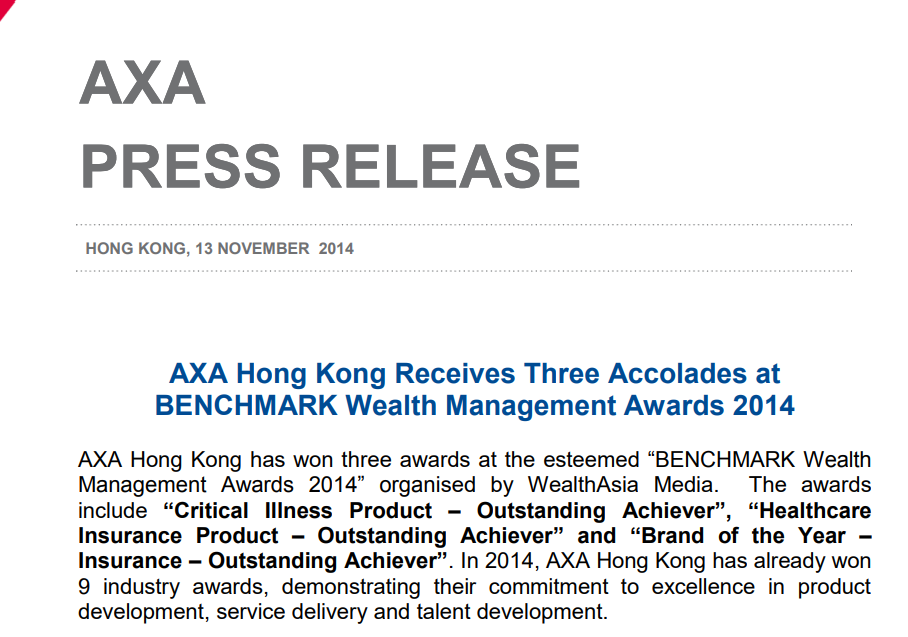 AXA
PRESS RELEASE
HONG KONG, 13 NOVEMBER  2014
AXA Hong Kong Receives Three Accolades at
BENCHMARK Wealth Management Awards 2014
AXA Hong Kong has won three awards at the esteemed “BENCHMARK Wealth
Management Awards 2014” organised by WealthAsia Media.  The awards
include “Critical Illness Product – Outstanding Achiever”, “Healthcare
Insurance Product – Outstanding Achiever” and “Brand of the Year –
Insurance – Outstanding Achiever”. In 2014, AXA Hong Kong has already won
9 industry awards, demonstrating their commitment to excellence in product
development, service delivery and talent development.